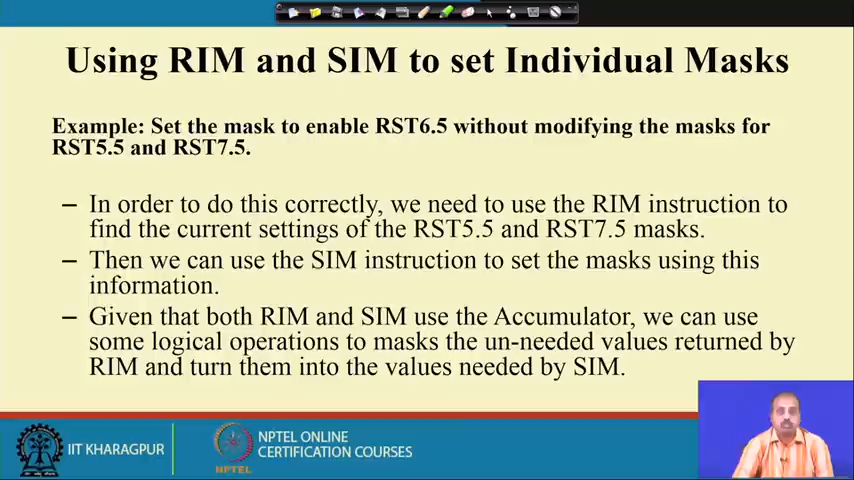 Using RIM and SIM to set Individual Masks
Example: Set the mask to enable RST6.5 without modifying the masks for
RST5.5 and RST7.5.
– In order to do this correctly, we need to use the RIM instruction to
find the current settings of the RST5.5 and RST7.5 masks.
– Then we can use the SIM instruction to set the masks using this
information.
– Given that both RIM and SIM use the Accumulator, we can use
some logical operations to masks the un-needed values returned by
RIM and turn them into the values needed by SIM.
IIT KHARAGPUR
NPTEL
NPTEL ONLINE
CERTIFICATION COURSES